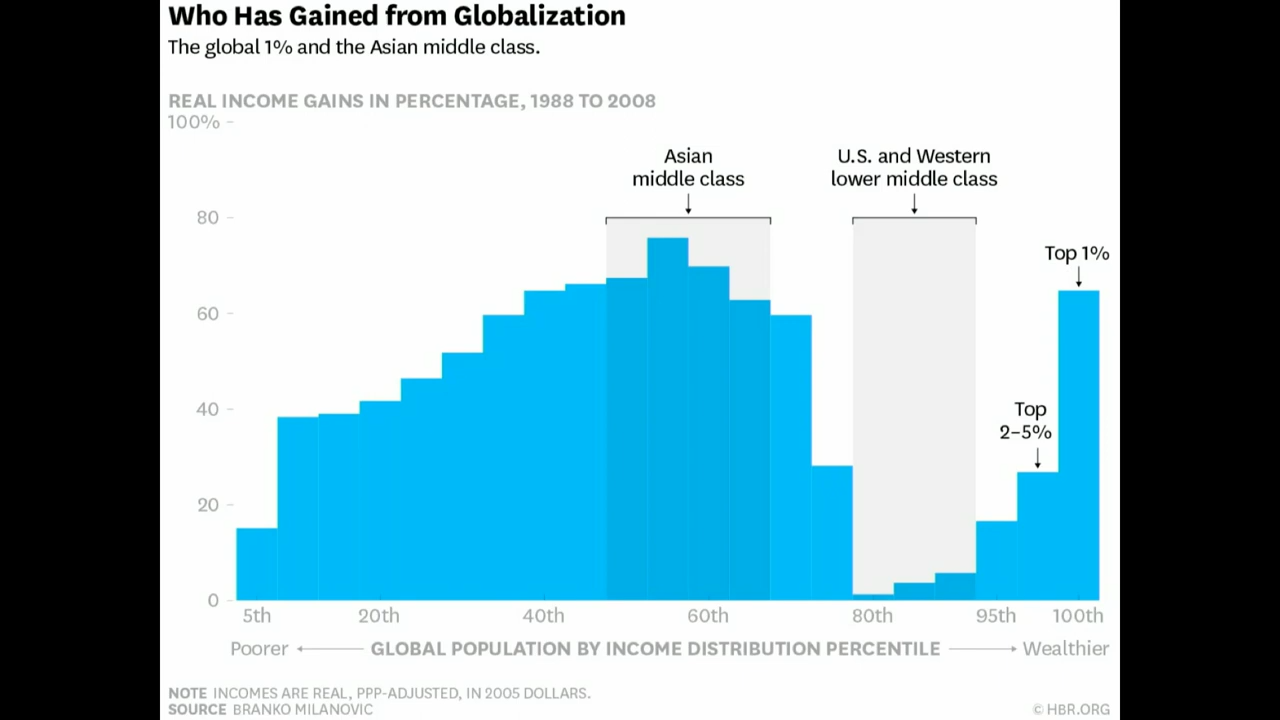 Who Has Gained from Globalization
The global 1% and the Asian middle class.
REAL INCOME GAINS IN PERCENTAGE, 1988 TO 2008
100%
Asian
middle class
U.S. and Western
lower middle class
80
Top 1%
60
40
Top
2–5%
20
0
5th 20th 40th 60th 80th 95th 100th
Poorer GLOBAL POPULATION BY INCOME DISTRIBUTION PERCENTILE Wealthier
NOTE INCOMES ARE REAL, PPP-ADJUSTED, IN 2005 DOLLARS.
SOURCE BRANKO MILANOVIC © HBR.ORG